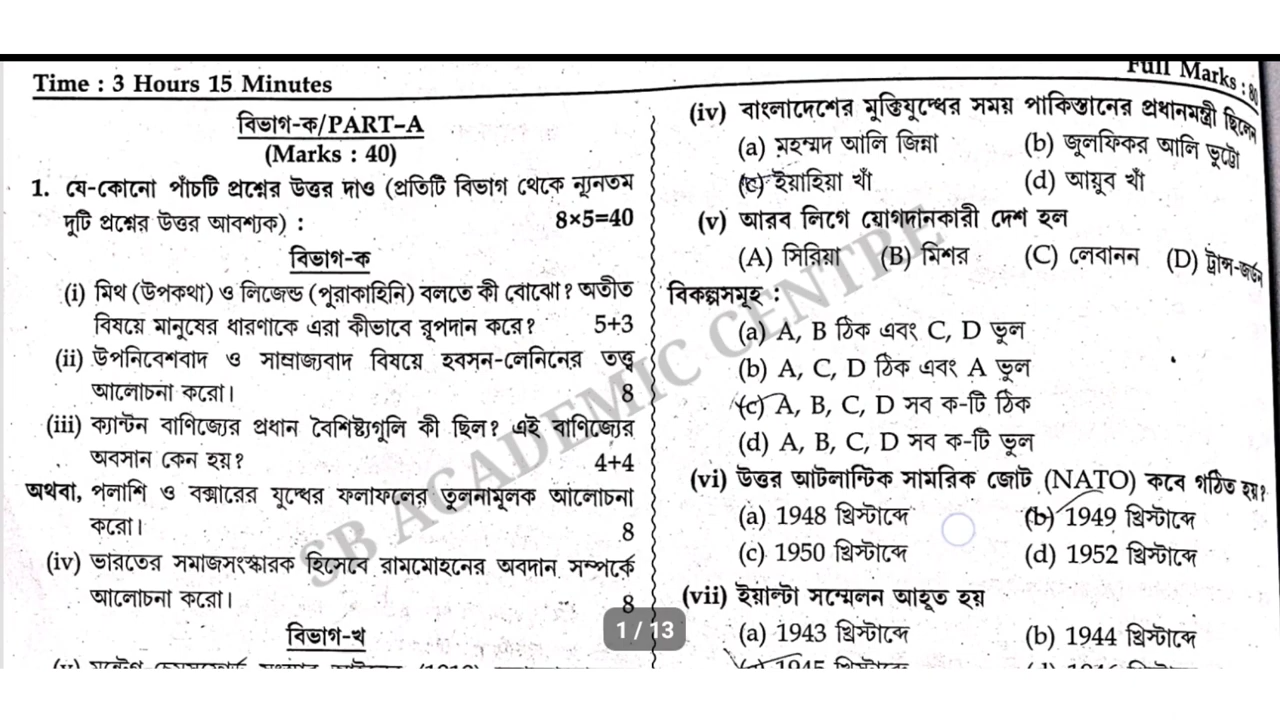 Time : 3 Hours 15 Minutes
Full Marks : 80
বিভাগ-ক/PART–A
(Marks : 40)
1. যে-কোনো পাঁচটি প্রশ্নের উত্তর দাও (প্রতিটি বিভাগ থেকে ন্যূনতম
দুটি প্রশ্নের উত্তর আবশ্যক) : 8×5=40
বিভাগ-ক
(i) মিথ (উপকথা) ও লিজেন্ড (পুরাকাহিনি) বলতে কী বোঝো? অতীত
বিষয়ে মানুষের ধারণাকে এরা কীভাবে রূপদান করে? 5+3
(ii) উপনিবেশবাদ ও সাম্রাজ্যবাদ বিষয়ে হবসন-লেনিনের তত্ত্ব
আলোচনা করো। 8
(iii) ক্যান্টন বাণিজ্যের প্রধান বৈশিষ্ট্যগুলি কী ছিল? এই বাণিজ্যের
অবসান কেন হয়? 4+4
অথবা, পলাশি ও বক্সারের যুদ্ধের ফলাফলের তুলনামূলক আলোচনা
করো। 8
(iv) ভারতের সমাজসংস্কারক হিসেবে রামমোহনের অবদান সম্পর্কে
আলোচনা করো। 8
বিভাগ-খ
(iv) বাংলাদেশের মুক্তিযুদ্ধের সময় পাকিস্তানের প্রধানমন্ত্রী ছিলেন
(a) মহম্মদ আলি জিন্না (b) জুলফিকর আলি ভুট্টো
(c) ইয়াহিয়া খাঁ (d) আয়ুব খাঁ
(v) আরব লিগে যোগদানকারী দেশ হল
(A) সিরিয়া (B) মিশর (C) লেবানন (D) ট্রান্স-জর্ডন
বিকল্পসমূহ :
(a) A, B ঠিক এবং C, D ভুল
(b) A, C, D ঠিক এবং A ভুল
(c) A, B, C, D সব ক-টি ঠিক
(d) A, B, C, D সব ক-টি ভুল
(vi) উত্তর আটলান্টিক সামরিক জোট (NATO) কবে গঠিত হয়?
(a) 1948 খ্রিস্টাব্দে (b) 1949 খ্রিস্টাব্দে
(c) 1950 খ্রিস্টাব্দে (d) 1952 খ্রিস্টাব্দে
(vii) ইয়াল্টা সম্মেলন আহূত হয়
(a) 1943 খ্রিস্টাব্দে (b) 1944 খ্রিস্টাব্দে
SB ACADEMIC CENTRE
1 / 13